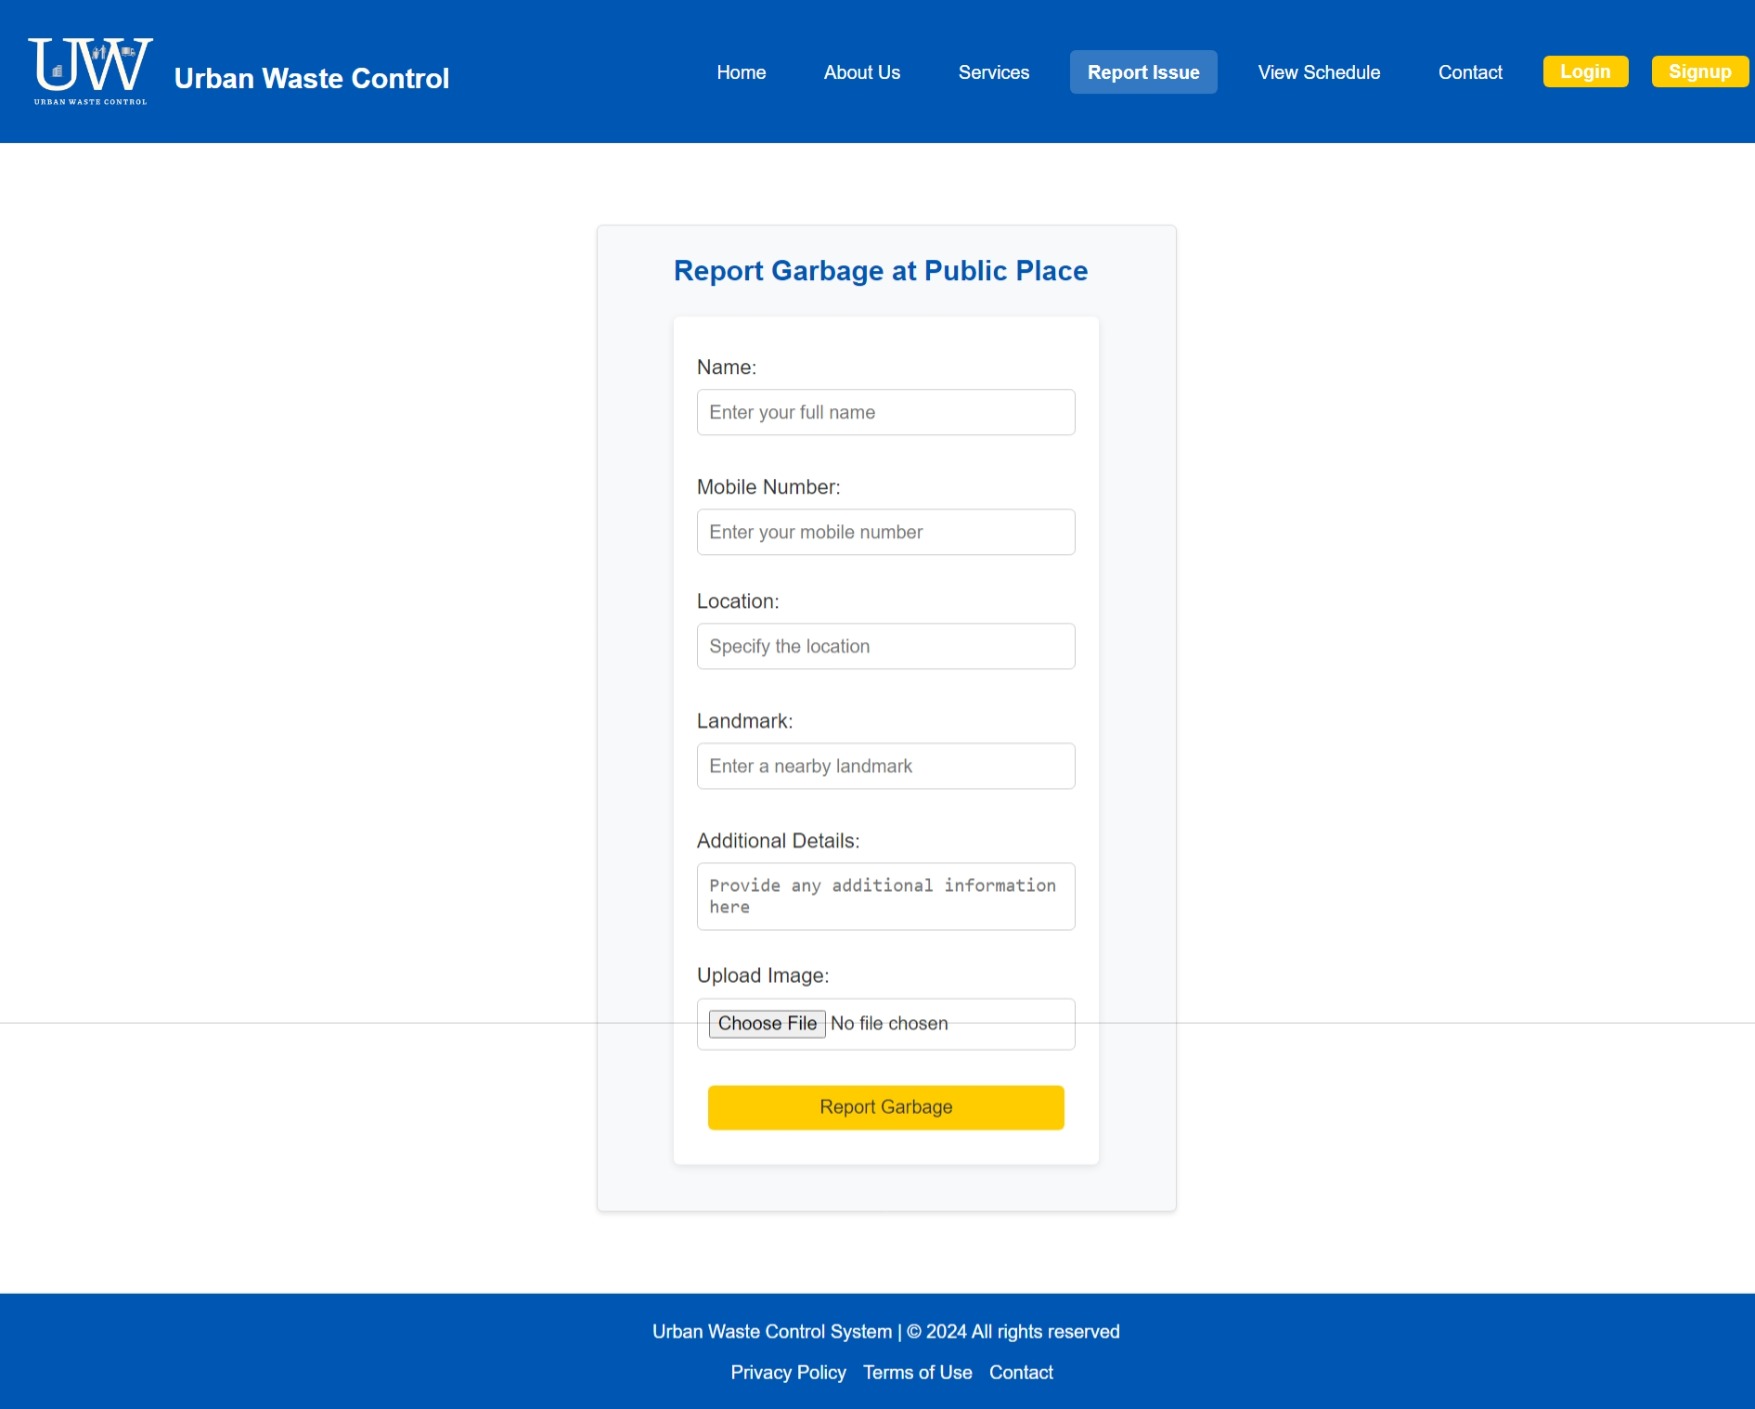 UW
URBAN WASTE CONTROL
Urban Waste Control
Home
About Us
Services
Report Issue
View Schedule
Contact
Login
Signup
Report Garbage at Public Place
Name:
Enter your full name
Mobile Number:
Enter your mobile number
Location:
Specify the location
Landmark:
Enter a nearby landmark
Additional Details:
Provide any additional information
here
Upload Image:
Choose File No file chosen
Report Garbage
Urban Waste Control System | © 2024 All rights reserved
Privacy Policy Terms of Use Contact